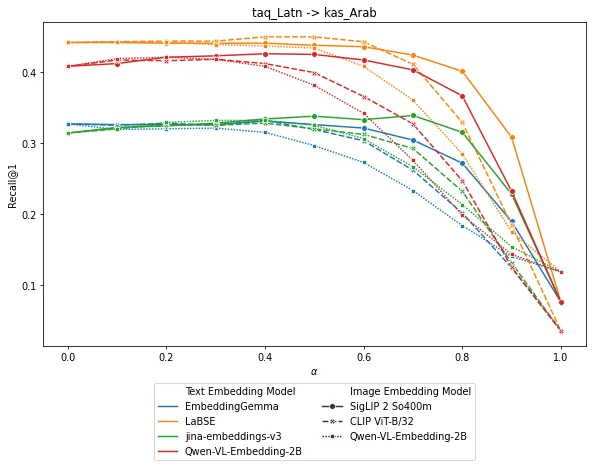 taq_Latn -> kas_Arab
Recall@1
0.4
0.3
0.2
0.1
0.0 0.2 0.4 0.6 0.8 1.0
α
Text Embedding Model Image Embedding Model
EmbeddingGemma SigLIP 2 So400m
LaBSE CLIP ViT-B/32
jina-embeddings-v3 Qwen-VL-Embedding-2B
Qwen-VL-Embedding-2B